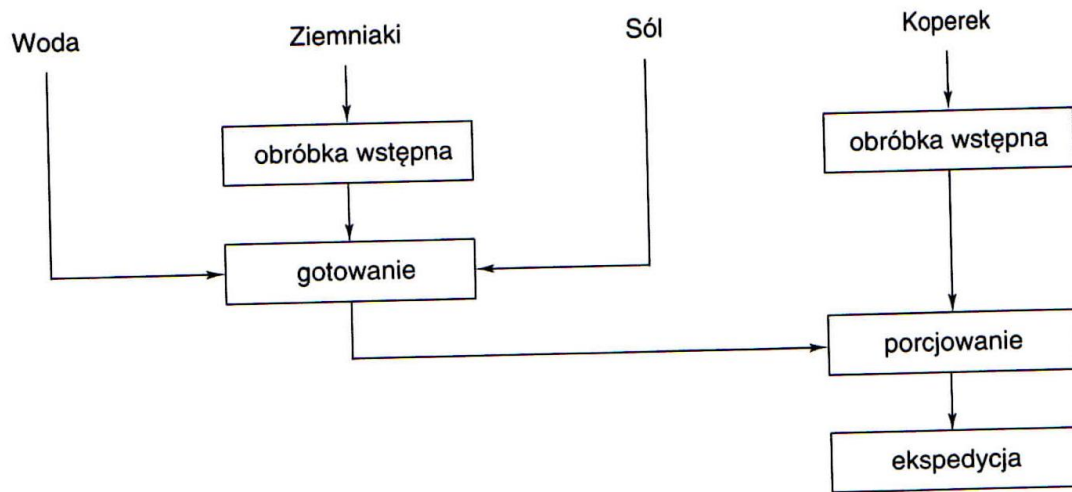 Woda
Ziemniaki
Sól
Koperek
obróbka wstępna
obróbka wstępna
gotowanie
porcjowanie
ekspedycja